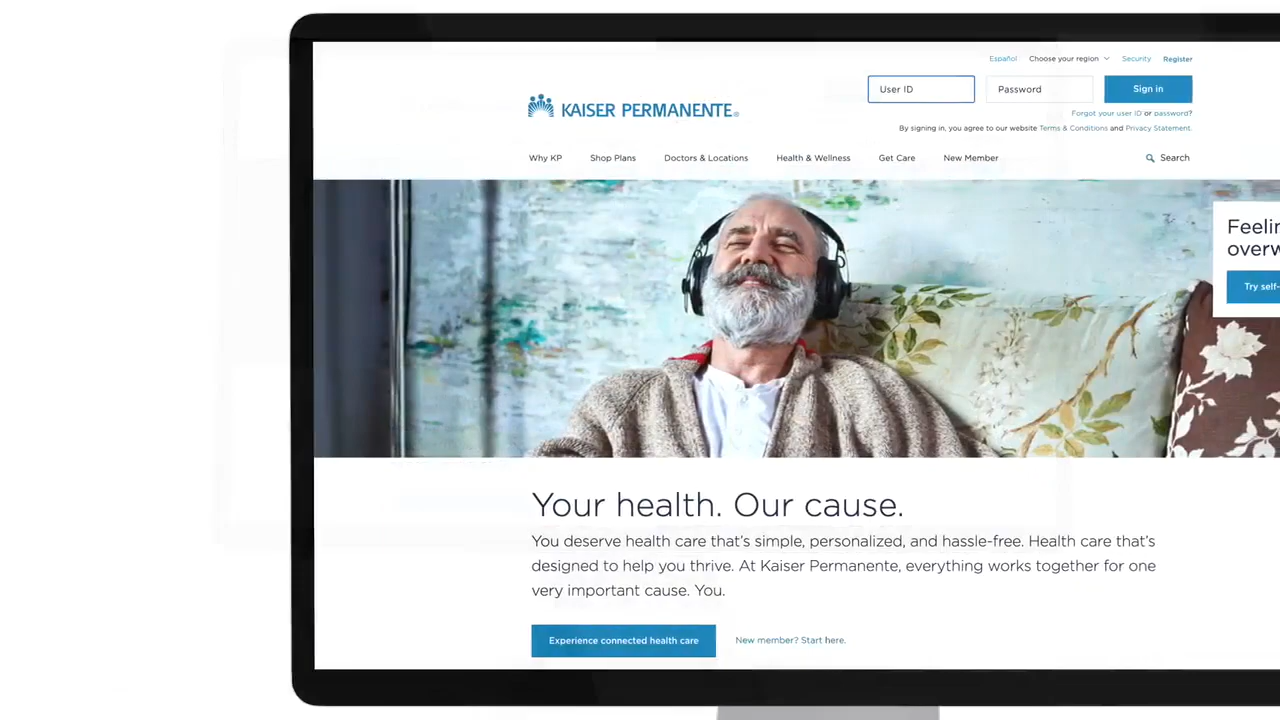 Español Choose your region Security Register
User ID Password Sign in
Forgot your user ID or password?
KAISER PERMANENTE®
By signing in, you agree to our website Terms & Conditions and Privacy Statement.
Why KP Shop Plans Doctors & Locations Health & Wellness Get Care New Member Search
Try self-
Your health. Our cause.
You deserve health care that's simple, personalized, and hassle-free. Health care that's
designed to help you thrive. At Kaiser Permanente, everything works together for one
very important cause. You.
Experience connected health care New member? Start here.